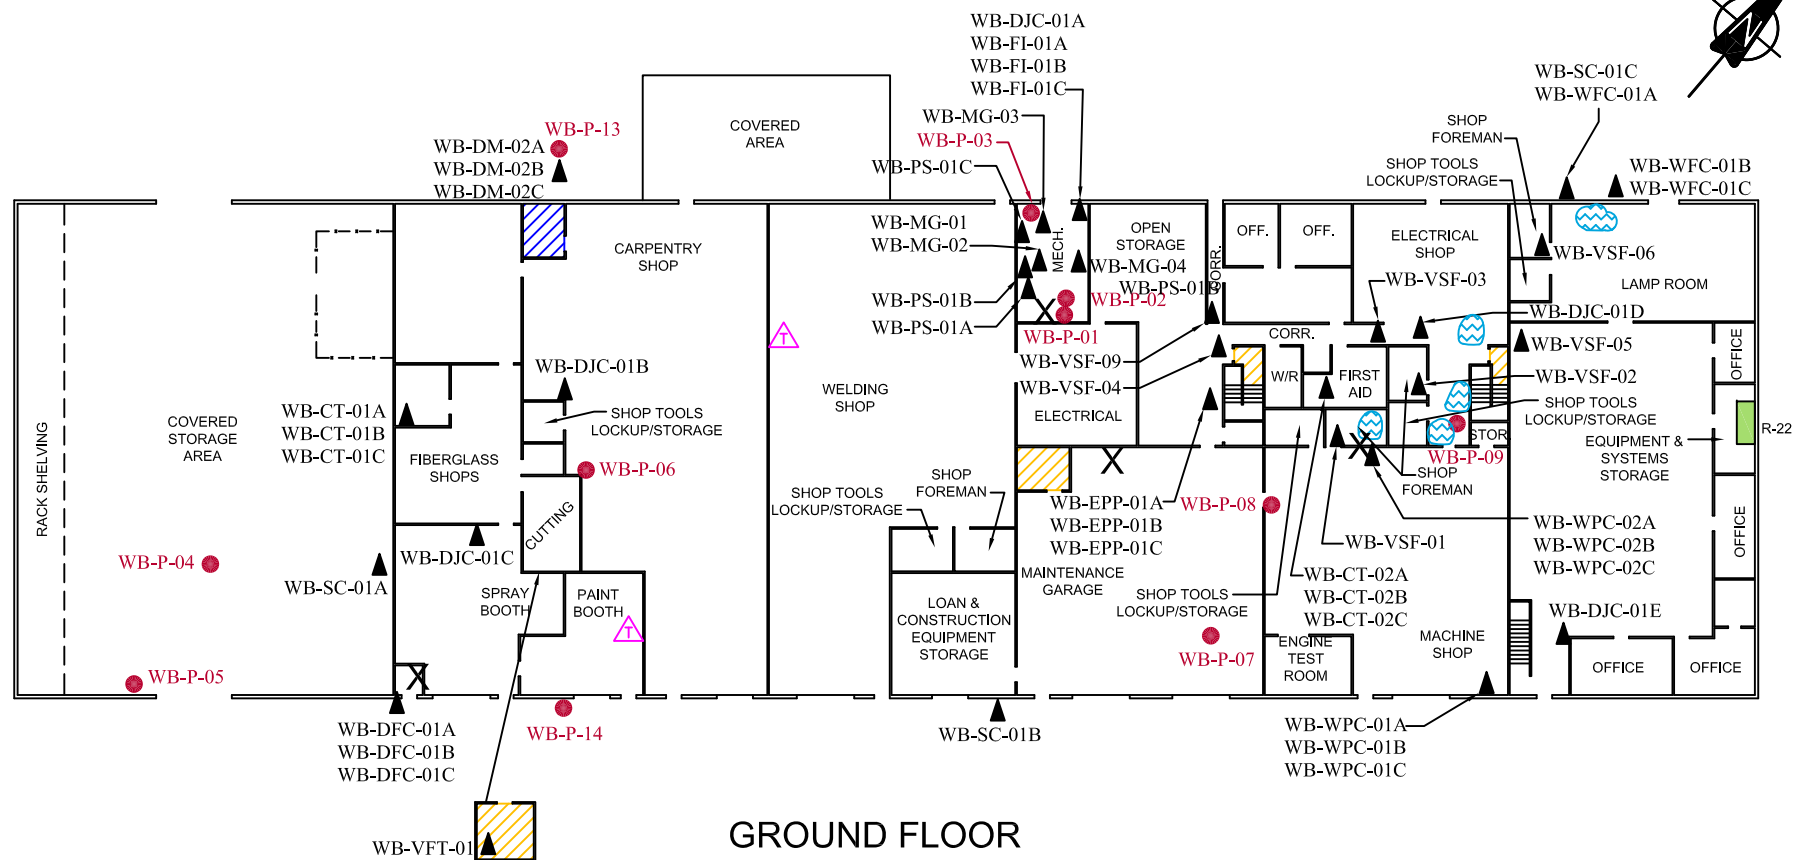 WB-DJC-01A
WB-FI-01A
WB-FI-01B
WB-FI-01C
WB-MG-03
WB-P-03
WB-PS-01C
WB-SC-01C
WB-WFC-01A
SHOP
FOREMAN
SHOP TOOLS
LOCKUP/STORAGE
WB-WFC-01B
WB-WFC-01C
COVERED
AREA
WB-P-13
WB-DM-02A
WB-DM-02B
WB-DM-02C
WB-MG-01
WB-MG-02
WB-PS-01B
WB-PS-01A
MECH.
OPEN
STORAGE
WB-MG-04
WB-PS-01B
CORR.
OFF.
OFF.
ELECTRICAL
SHOP
WB-VSF-06
LAMP ROOM
WB-VSF-03
WB-P-02
WB-P-01
WB-DJC-01D
CARPENTRY
SHOP
T
WB-VSF-09
WB-VSF-04
CORR.
W/R
FIRST
AID
WB-VSF-05
WB-VSF-02
OFFICE
SHOP TOOLS
LOCKUP/STORAGE
WB-DJC-01B
SHOP TOOLS
LOCKUP/STORAGE
WELDING
SHOP
ELECTRICAL
STOR
WB-P-09
EQUIPMENT &
SYSTEMS
STORAGE
R-22
RACK SHELVING
COVERED
STORAGE
AREA
WB-CT-01A
WB-CT-01B
WB-CT-01C
FIBERGLASS
SHOPS
WB-P-06
CUTTING
SHOP TOOLS
LOCKUP/STORAGE
SHOP
FOREMAN
X
X
X
X
WB-EPP-01A
WB-EPP-01B
WB-EPP-01C
WB-P-08
SHOP
FOREMAN
WB-WPC-02A
WB-WPC-02B
WB-WPC-02C
OFFICE
WB-VSF-01
WB-P-04
WB-SC-01A
WB-DJC-01C
MAINTENANCE
GARAGE
WB-CT-02A
WB-CT-02B
WB-CT-02C
SHOP TOOLS
LOCKUP/STORAGE
SPRAY
BOOTH
PAINT
BOOTH
T
LOAN &
CONSTRUCTION
EQUIPMENT
STORAGE
WB-P-07
ENGINE
TEST
ROOM
MACHINE
SHOP
WB-DJC-01E
OFFICE
OFFICE
WB-P-05
WB-DFC-01A
WB-DFC-01B
WB-DFC-01C
WB-P-14
WB-SC-01B
WB-WPC-01A
WB-WPC-01B
WB-WPC-01C
WB-VFT-01
GROUND FLOOR